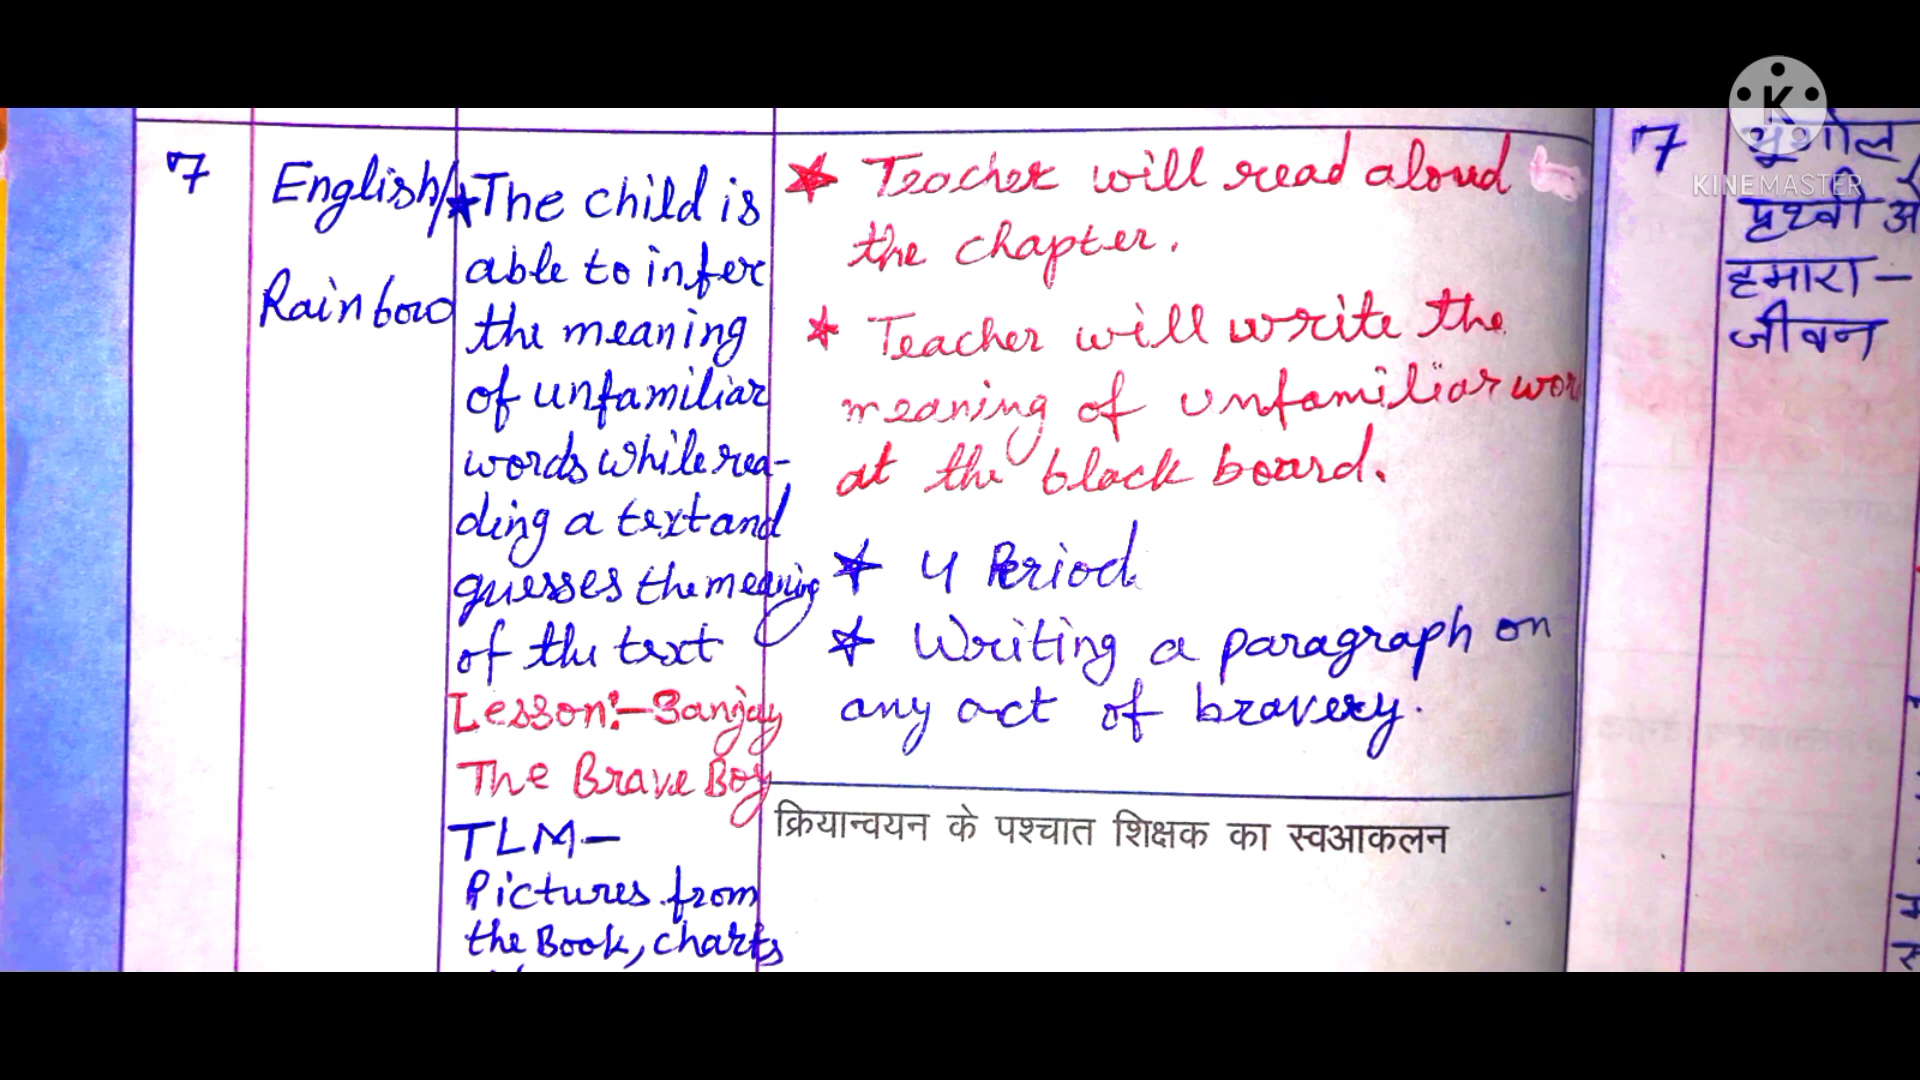 7
English/
Rainbow
★The child is
able to infer
the meaning
of unfamiliar
words while rea-
ding a text and
guesses the meaning
of the text
Lesson:-Sanjay
The Brave Boy
TLM-
Pictures from
the Book, charts
★ Teacher will read aloud
the chapter.
★ Teacher will write the
meaning of unfamiliar wor
at the black board.
★ 4 Period
★ Writing a paragraph on
any act of bravery.
क्रियान्वयन के पश्चात शिक्षक का स्वआकलन
7
भूगोल
पृथ्वी औ
हमारा-
जीवन
K
KINEMASTER